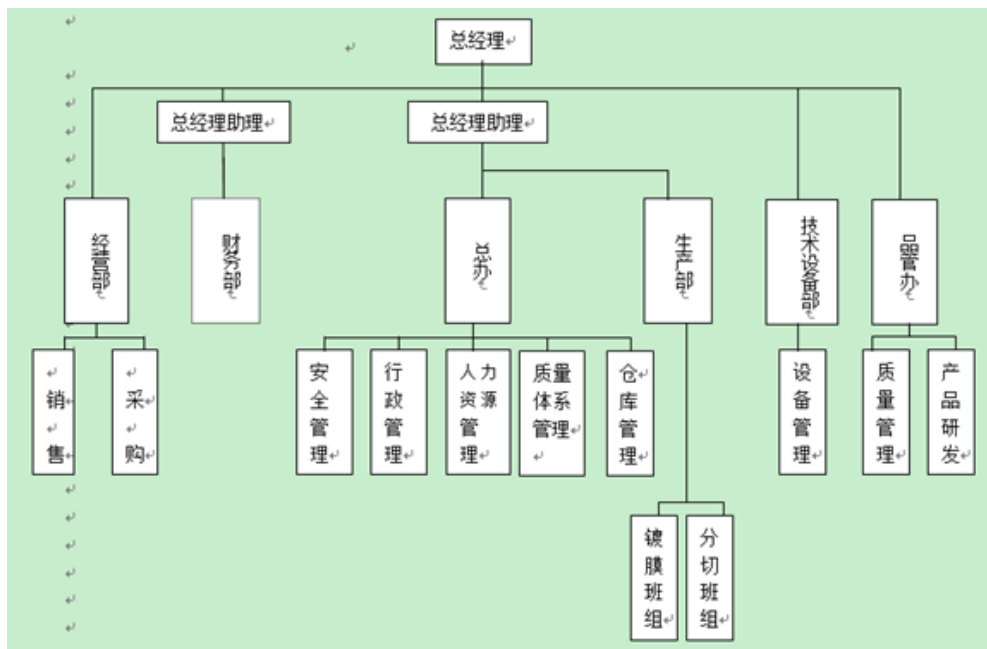 总经理
总经理助理
总经理助理
经营部
财务部
总办
生产部
技术设备部
品管办
销售
采购
安全管理
行政管理
人力
资源
管理
质量
体系
管理
仓库管理
设备管理
质量管理
产品研发
镀膜班组
分切班组